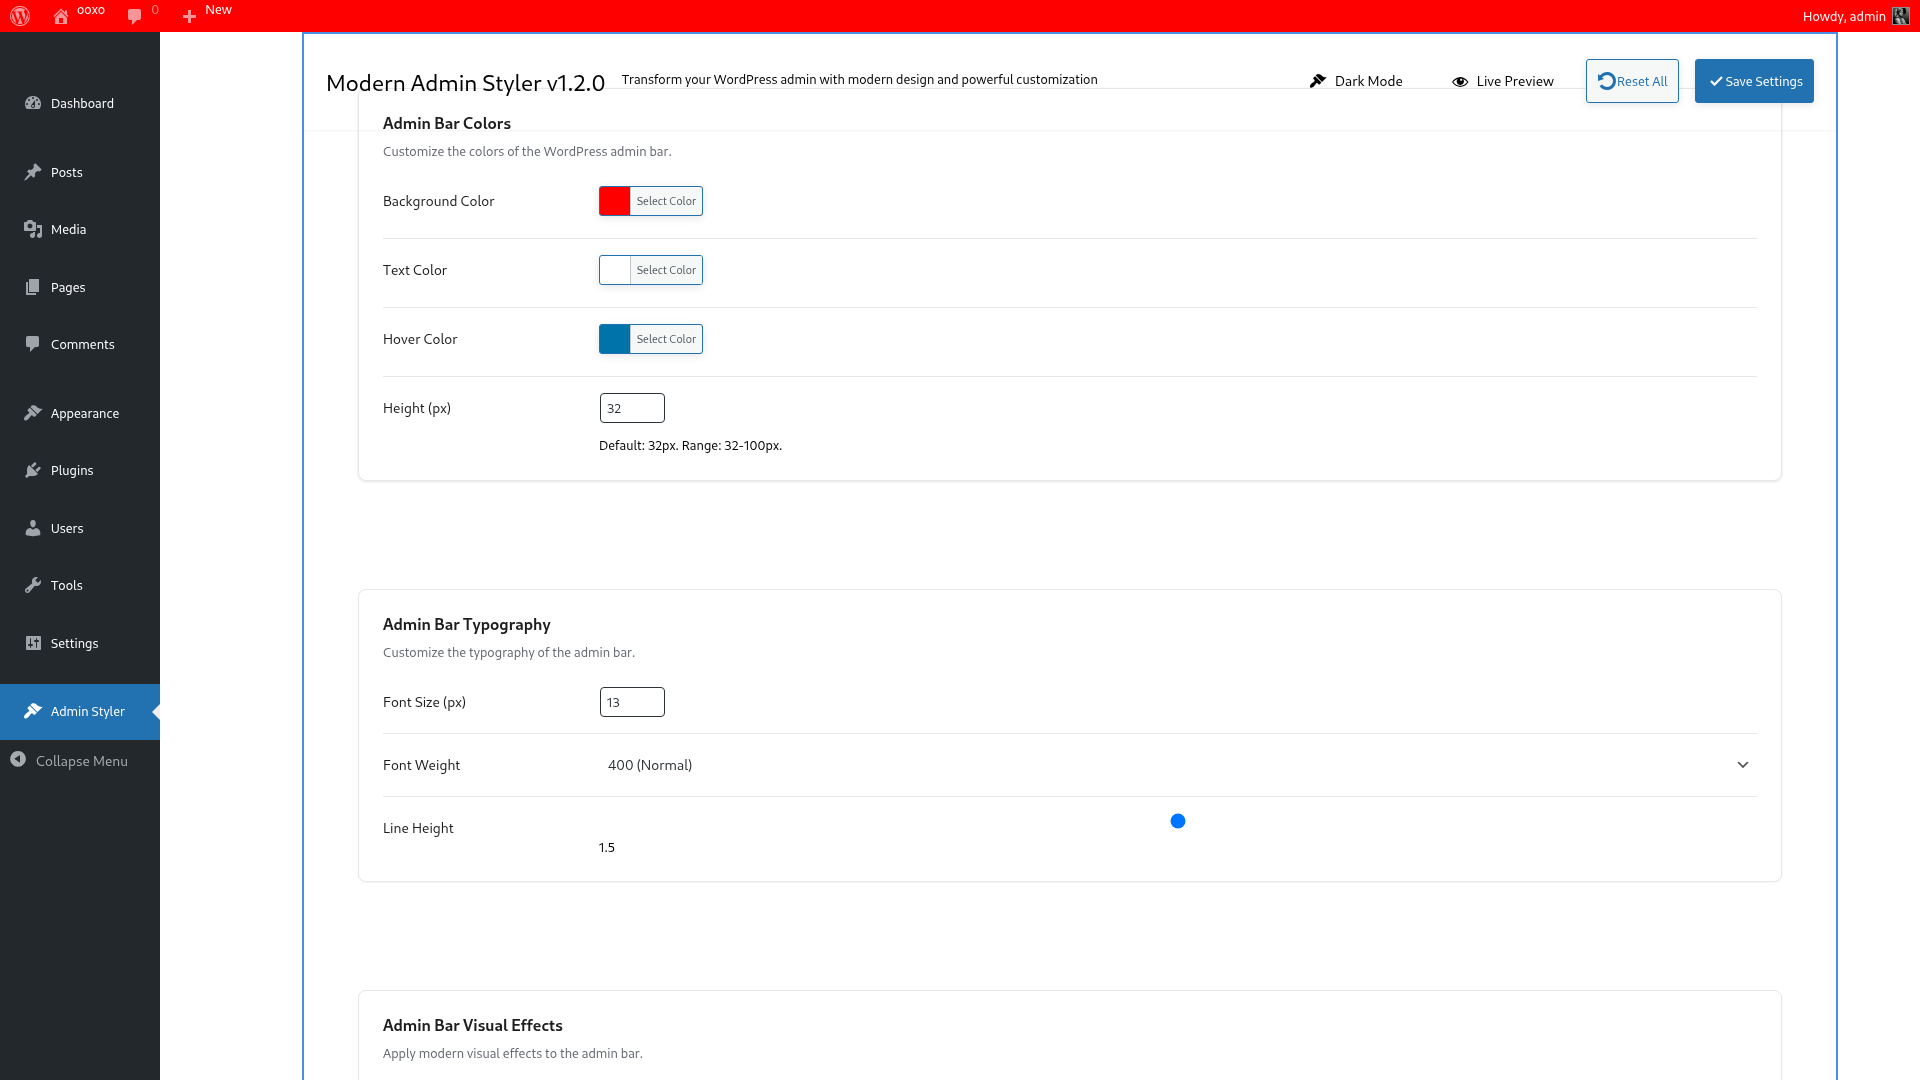 ooxo
0
New
Howdy, admin
Dashboard
Posts
Media
Pages
Comments
Appearance
Plugins
Users
Tools
Settings
Admin Styler
Collapse Menu
Modern Admin Styler v1.2.0
Transform your WordPress admin with modern design and powerful customization
Dark Mode
Live Preview
Reset All
Save Settings
Admin Bar Colors
Customize the colors of the WordPress admin bar.
Background Color
Select Color
Text Color
Select Color
Hover Color
Select Color
Height (px)
32
Default: 32px. Range: 32-100px.
Admin Bar Typography
Customize the typography of the admin bar.
Font Size (px)
13
Font Weight
400 (Normal)
Line Height
1.5
Admin Bar Visual Effects
Apply modern visual effects to the admin bar.